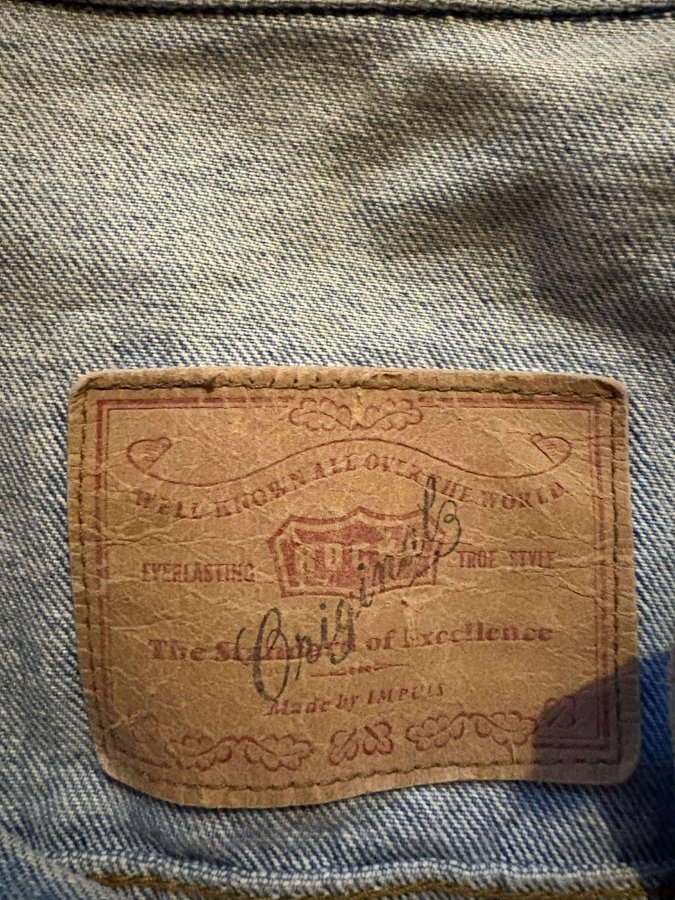 WELL KNOWN ALL OVER THE WORLD.
EVERLASTING
TRUE STYLE
Original
The Standard of Excellence
Made by IMPULS